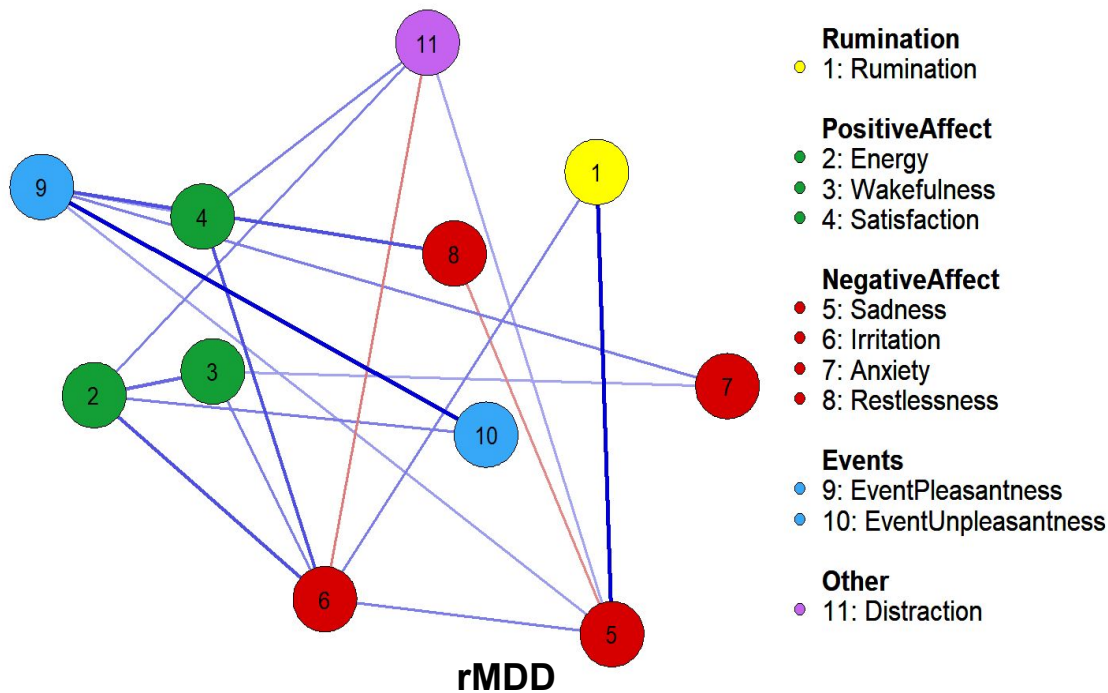 11
1
9
4
8
3
2
7
10
6
5
rMDD
Rumination
1: Rumination
PositiveAffect
2: Energy
3: Wakefulness
4: Satisfaction
NegativeAffect
5: Sadness
6: Irritation
7: Anxiety
8: Restlessness
Events
9: EventPleasantness
10: EventUnpleasantness
Other
11: Distraction